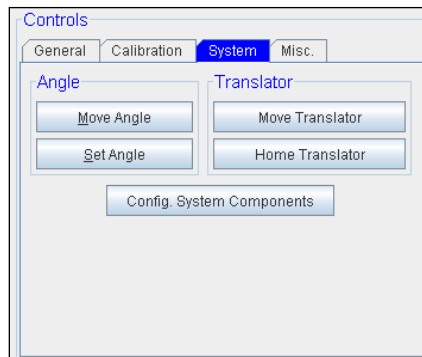 Controls
General Calibration System Misc.
Angle Translator
Move Angle Move Translator
Set Angle Home Translator
Config. System Components